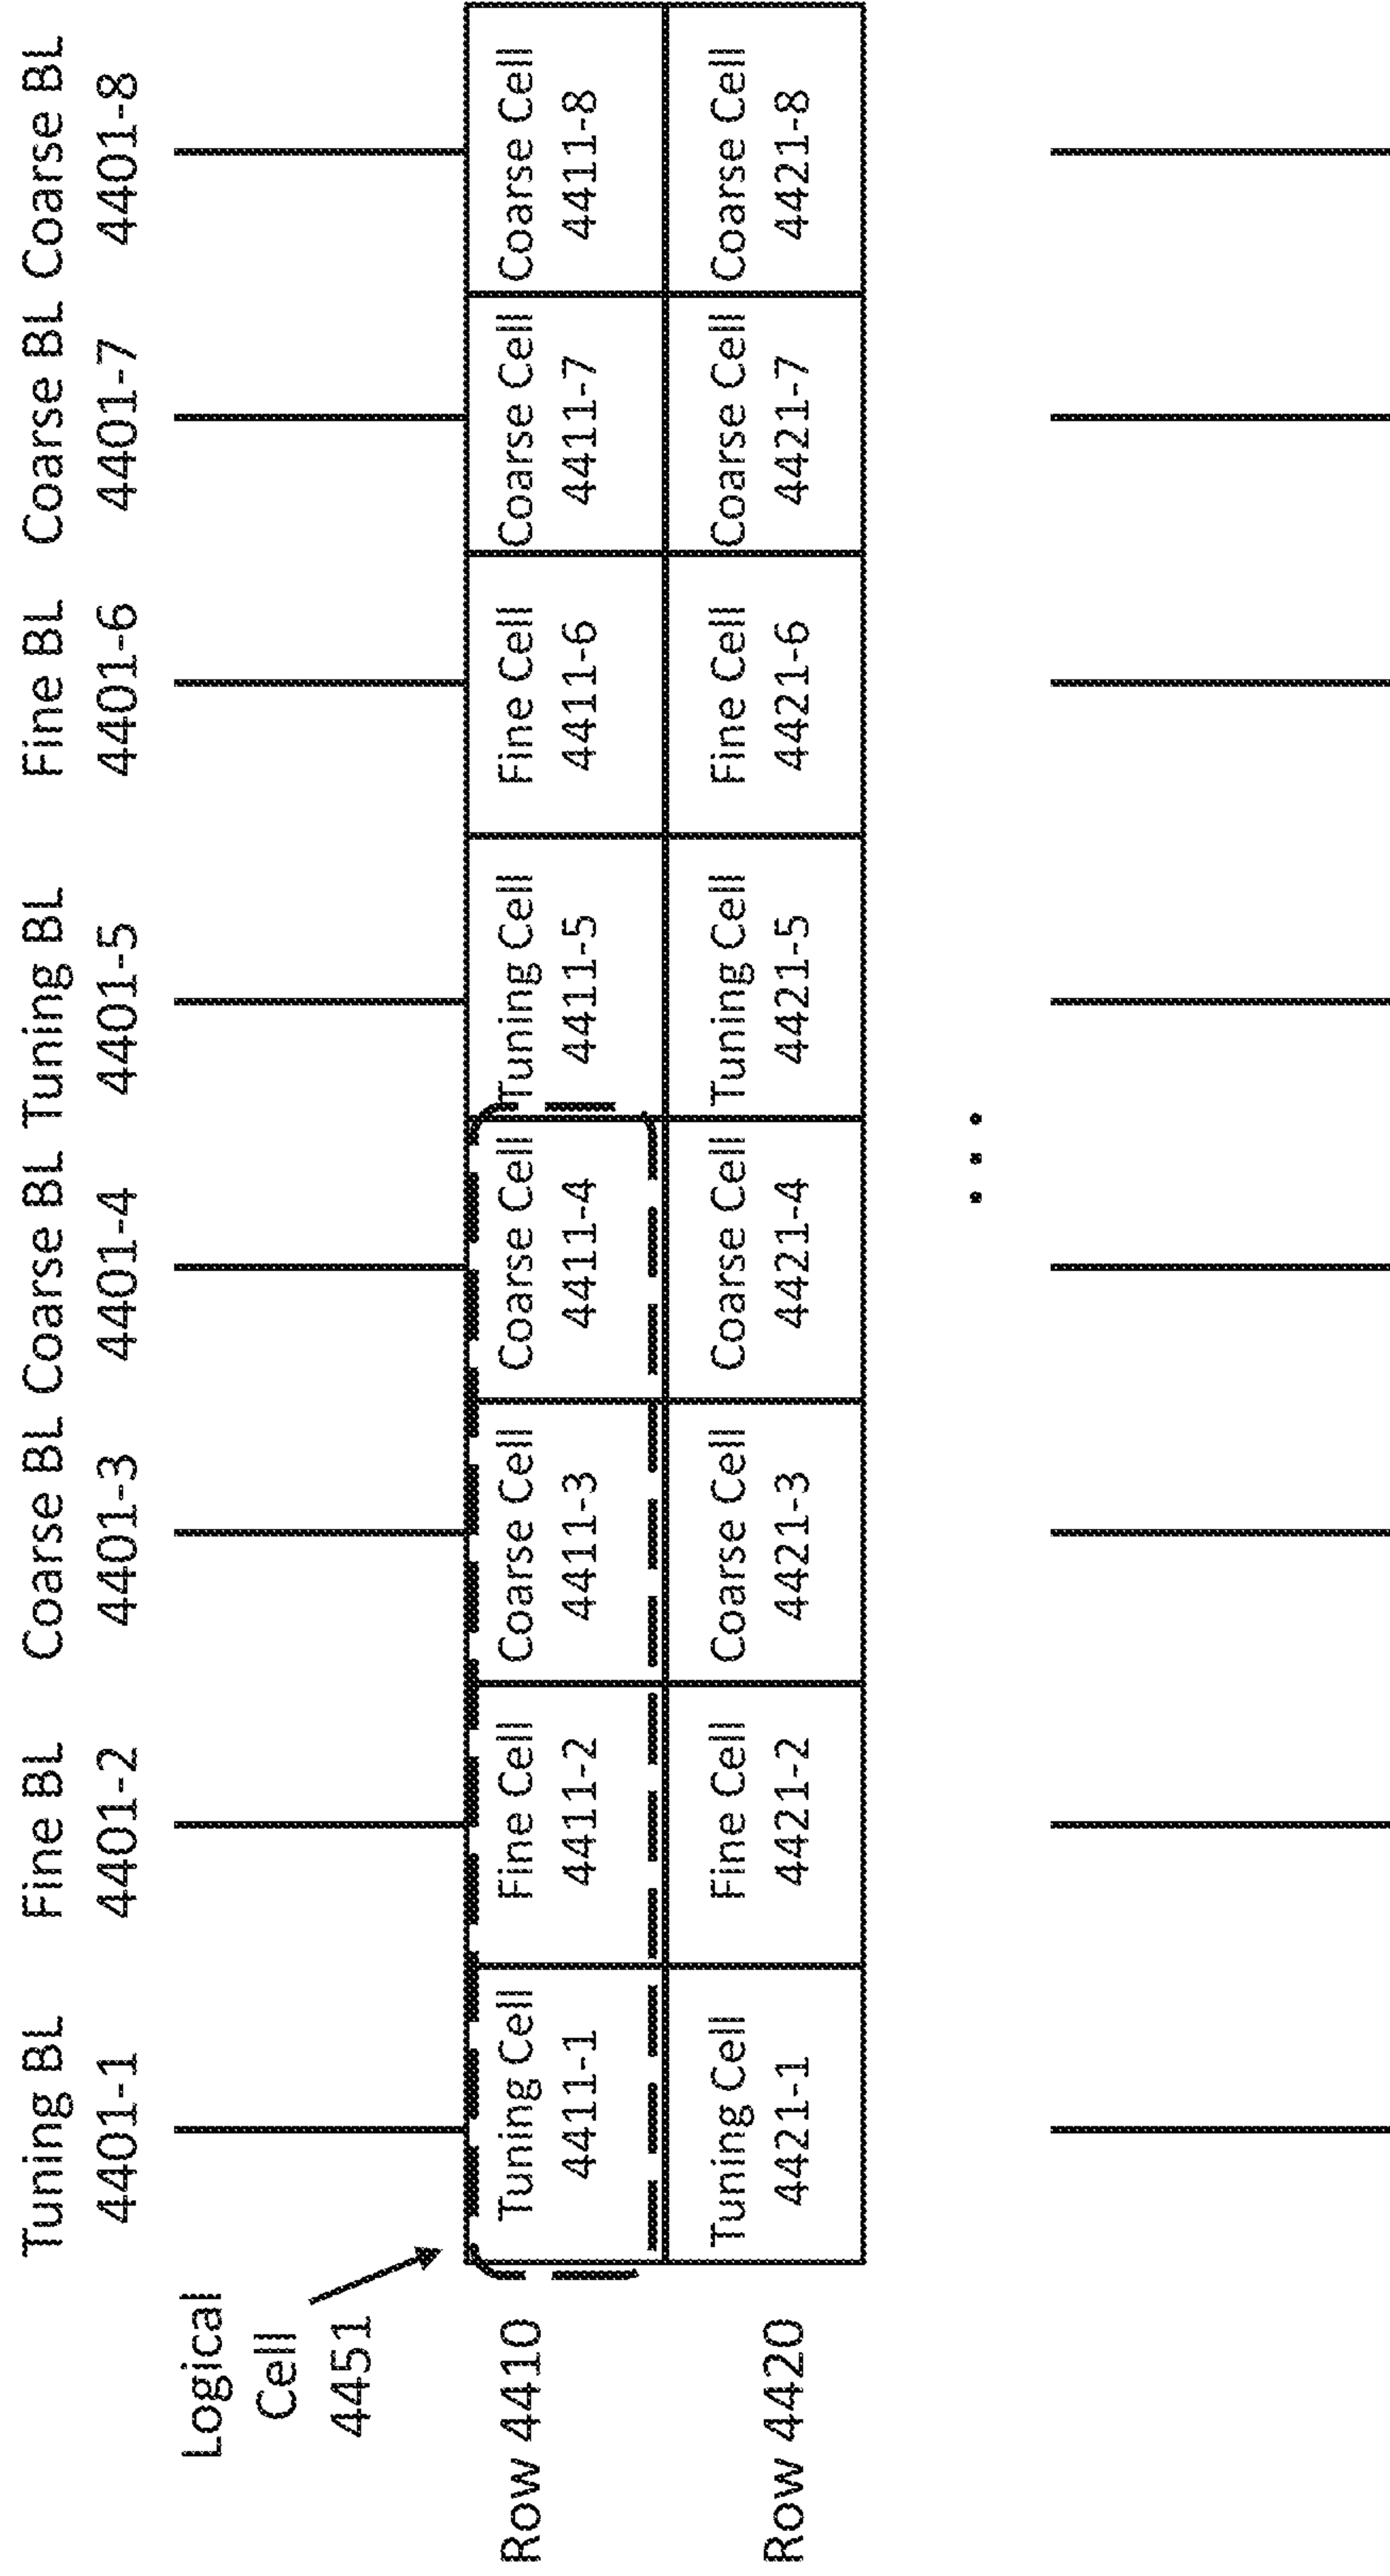 Tuning BL
4401-1
Fine BL
4401-2
Coarse BL
4401-3
Coarse BL
4401-4
Tuning BL
4401-5
Fine BL
4401-6
Coarse BL
4401-7
Coarse BL
4401-8
Logical
Cell
4451
Row 4410
Tuning Cell
4411-1
Fine Cell
4411-2
Coarse Cell
4411-3
Coarse Cell
4411-4
Tuning Cell
4411-5
Fine Cell
4411-6
Coarse Cell
4411-7
Coarse Cell
4411-8
Row 4420
Tuning Cell
4421-1
Fine Cell
4421-2
Coarse Cell
4421-3
Coarse Cell
4421-4
Tuning Cell
4421-5
Fine Cell
4421-6
Coarse Cell
4421-7
Coarse Cell
4421-8
...